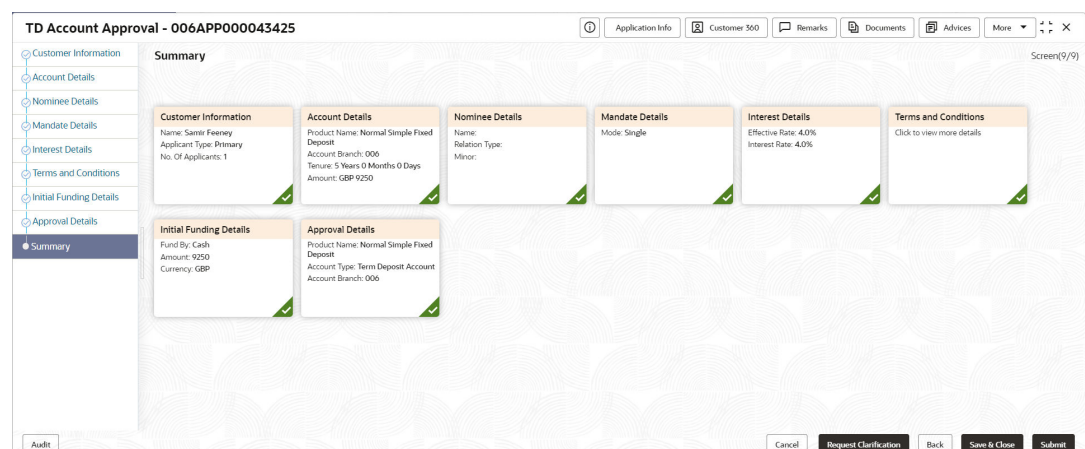 TD Account Approval - 006APP000043425
Application Info
Customer 360
Remarks
Documents
Advices
More
Customer Information
Account Details
Nominee Details
Mandate Details
Interest Details
Terms and Conditions
Initial Funding Details
Approval Details
Summary
Summary
Screen(9/9)
Customer Information
Name: Samir Feeney
Applicant Type: Primary
No. Of Applicants: 1
Account Details
Product Name: Normal Simple Fixed
Deposit
Account Branch: 006
Tenure: 5 Years 0 Months 0 Days
Amount: GBP 9250
Nominee Details
Name:
Relation Type:
Minor:
Mandate Details
Mode: Single
Interest Details
Effective Rate: 4.0%
Interest Rate: 4.0%
Terms and Conditions
Click to view more details
Initial Funding Details
Fund By: Cash
Amount: 9250
Currency: GBP
Approval Details
Product Name: Normal Simple Fixed
Deposit
Account Type: Term Deposit Account
Account Branch: 006
Audit
Cancel
Request Clarification
Back
Save & Close
Submit